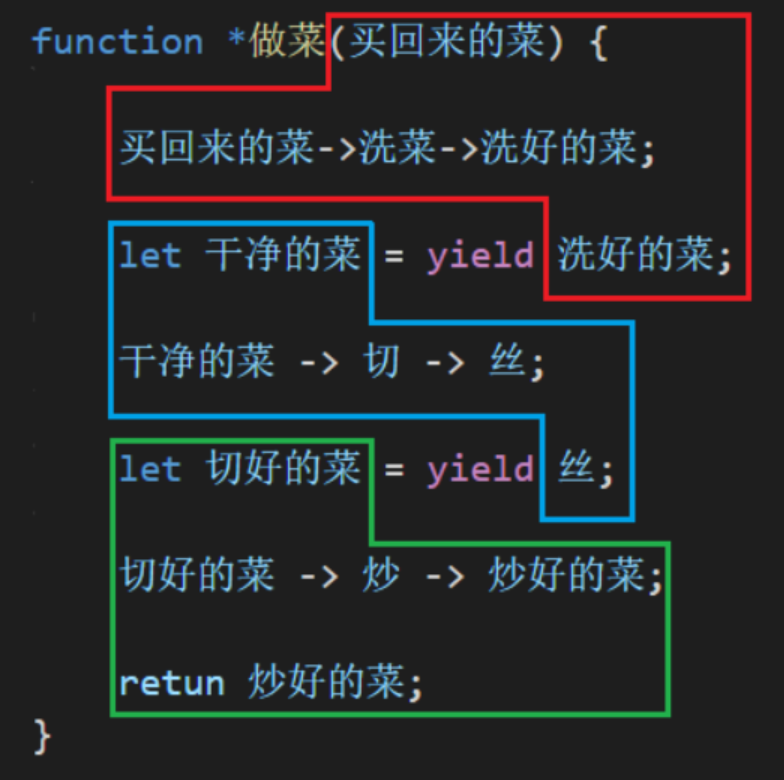 function *做菜(买回来的菜) {
买回来的菜->洗菜->洗好的菜;
let 干净的菜 = yield 洗好的菜;
干净的菜 -> 切 -> 丝;
let 切好的菜 = yield 丝;
切好的菜 -> 炒 -> 炒好的菜;
retun 炒好的菜;
}